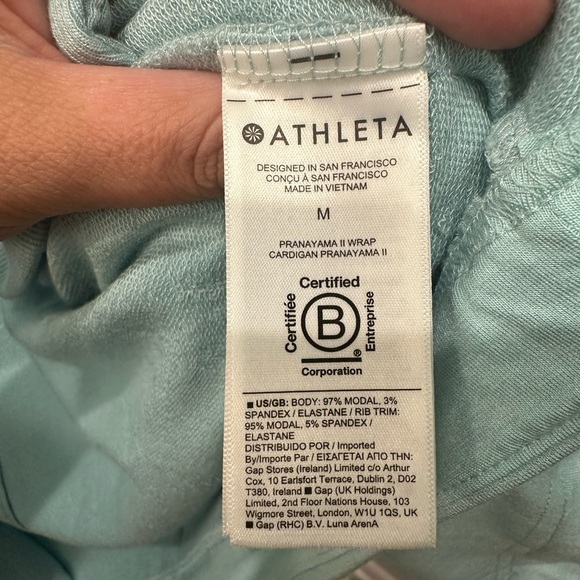 ATHLETA
DESIGNED IN SAN FRANCISCO
CONÇU À SAN FRANCISCO
MADE IN VIETNAM
M
PRANAYAMA II WRAP
CARDIGAN PRANAYAMA II
Certified
Certifiée
B
Entreprise
®
Corporation
■ US/GB: BODY: 97% MODAL, 3%
SPANDEX / ELASTANE / RIB TRIM:
95% MODAL, 5% SPANDEX /
ELASTANE
DISTRIBUIDO POR / Imported
By/Importe Par / ΕΙΣΑΓΕΤΑΙ ΑΠΟ ΤΗΝ:
Gap Stores (Ireland) Limited c/o Arthur
Cox, 10 Earlsfort Terrace, Dublin 2, D02
T380, Ireland ■ Gap (UK Holdings)
Limited, 2nd Floor Nations House, 103
Wigmore Street, London, W1U 1QS, UK
■ Gap (RHC) B.V. Luna ArenA